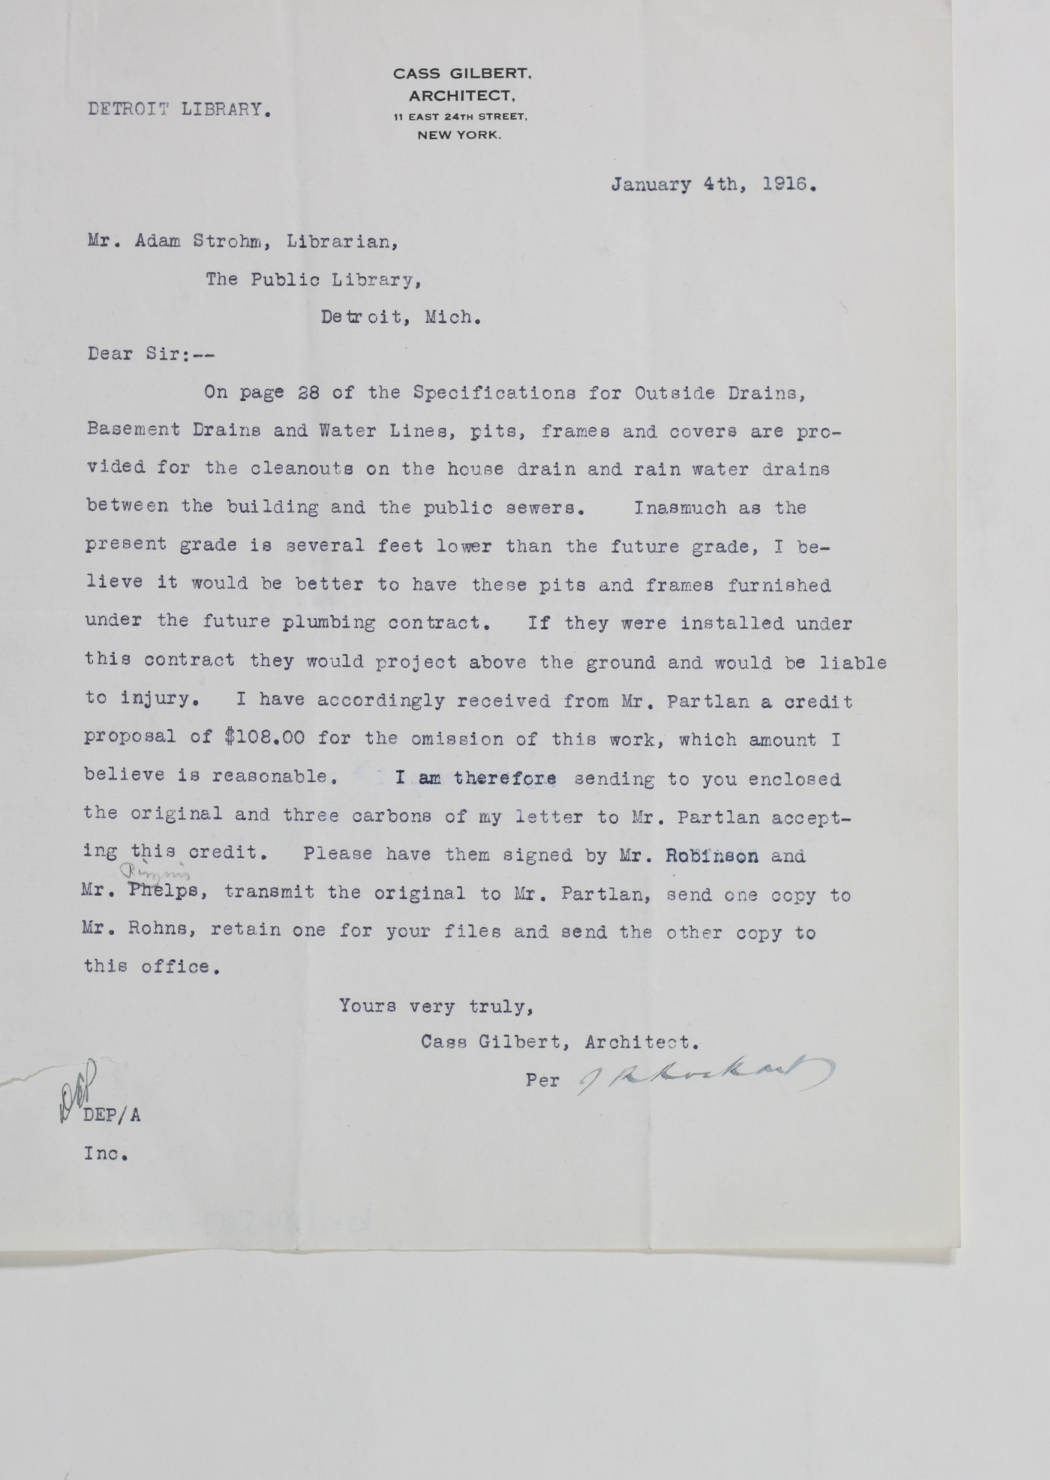 CASS GILBERT,
ARCHITECT,
11 EAST 24TH STREET,
NEW YORK.
DETROIT LIBRARY.
January 4th, 1916.
Mr. Adam Strohm, Librarian,
The Public Library,
Detroit, Mich.
Dear Sir:--
On page 28 of the Specifications for Outside Drains,
Basement Drains and Water Lines, pits, frames and covers are pro-
vided for the cleanouts on the house drain and rain water drains
between the building and the public sewers. Inasmuch as the
present grade is several feet lower than the future grade, I be-
lieve it would be better to have these pits and frames furnished
under the future plumbing contract. If they were installed under
this contract they would project above the ground and would be liable
to injury. I have accordingly received from Mr. Partlan a credit
proposal of $108.00 for the omission of this work, which amount I
believe is reasonable. I am therefore sending to you enclosed
the original and three carbons of my letter to Mr. Partlan accept-
ing this credit. Please have them signed by Mr. Robinson and
Mr. Phelps, transmit the original to Mr. Partlan, send one copy to
Mr. Rohns, retain one for your files and send the other copy to
this office.
Yours very truly,
Cass Gilbert, Architect.
Per
DEP
DEP/A
Inc.